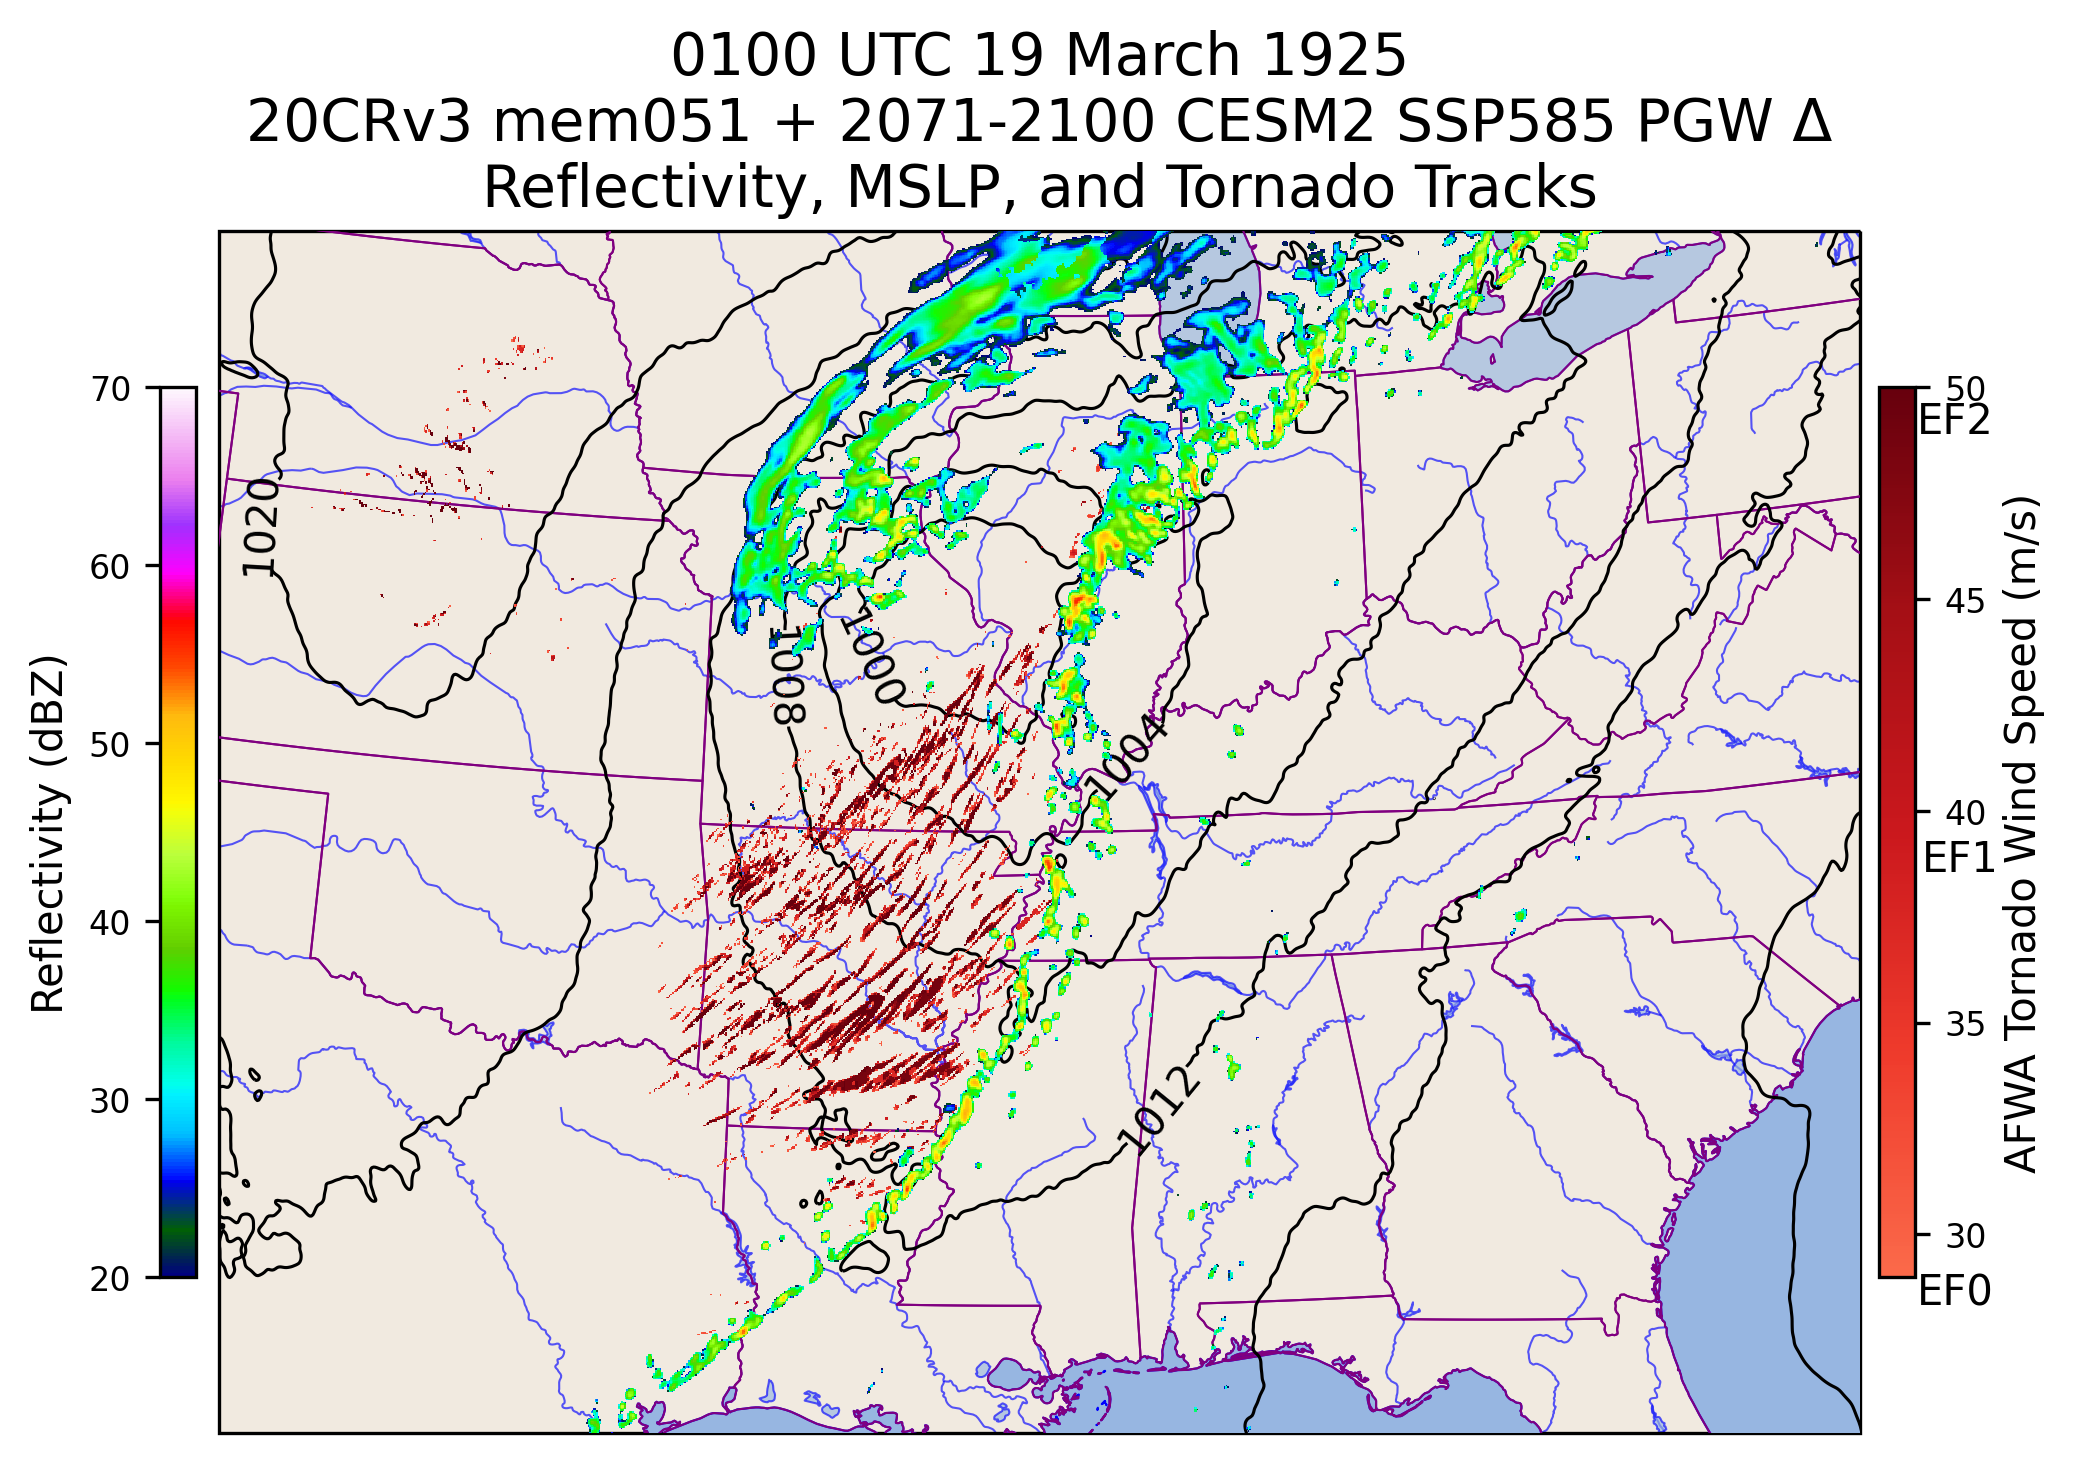 0100 UTC 19 March 1925
20CRv3 mem051 + 2071-2100 CESM2 SSP585 PGW Δ
Reflectivity, MSLP, and Tornado Tracks
70
60
50
40
30
20
Reflectivity (dBZ)
1020
1008
1000
1004
1012
50
EF2
45
40
EF1
35
30
EF0
AFWA Tornado Wind Speed (m/s)